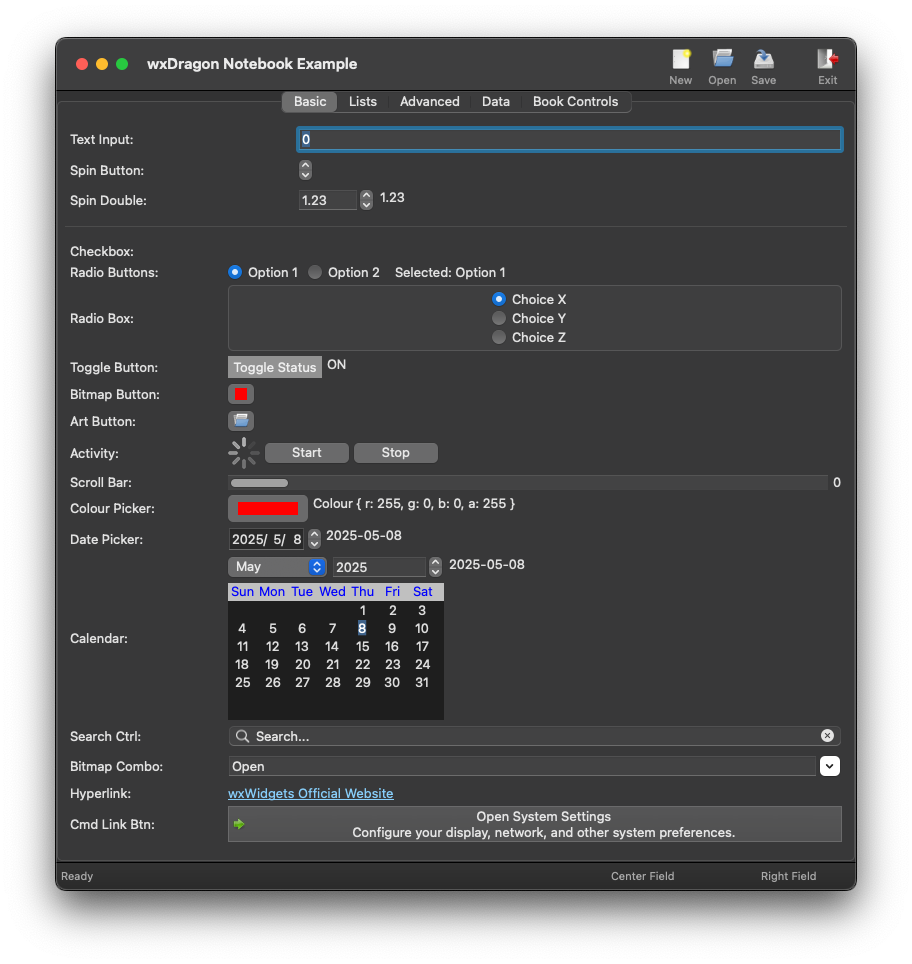 wxDragon Notebook Example
New Open Save Exit
Basic Lists Advanced Data Book Controls
Text Input: 0
Spin Button:
Spin Double: 1.23 1.23
Checkbox:
Radio Buttons: Option 1 Option 2 Selected: Option 1
Radio Box:
Choice X
Choice Y
Choice Z
Toggle Button: Toggle Status ON
Bitmap Button:
Art Button:
Activity: Start Stop
Scroll Bar: 0
Colour Picker: Colour { r: 255, g: 0, b: 0, a: 255 }
Date Picker: 2025/ 5/ 8 2025-05-08
May 2025 2025-05-08
Calendar:
Sun Mon Tue Wed Thu Fri Sat
1 2 3
4 5 6 7 8 9 10
11 12 13 14 15 16 17
18 19 20 21 22 23 24
25 26 27 28 29 30 31
Search Ctrl: Search...
Bitmap Combo: Open
Hyperlink: wxWidgets Official Website
Cmd Link Btn: Open System Settings
Configure your display, network, and other system preferences.
Ready Center Field Right Field